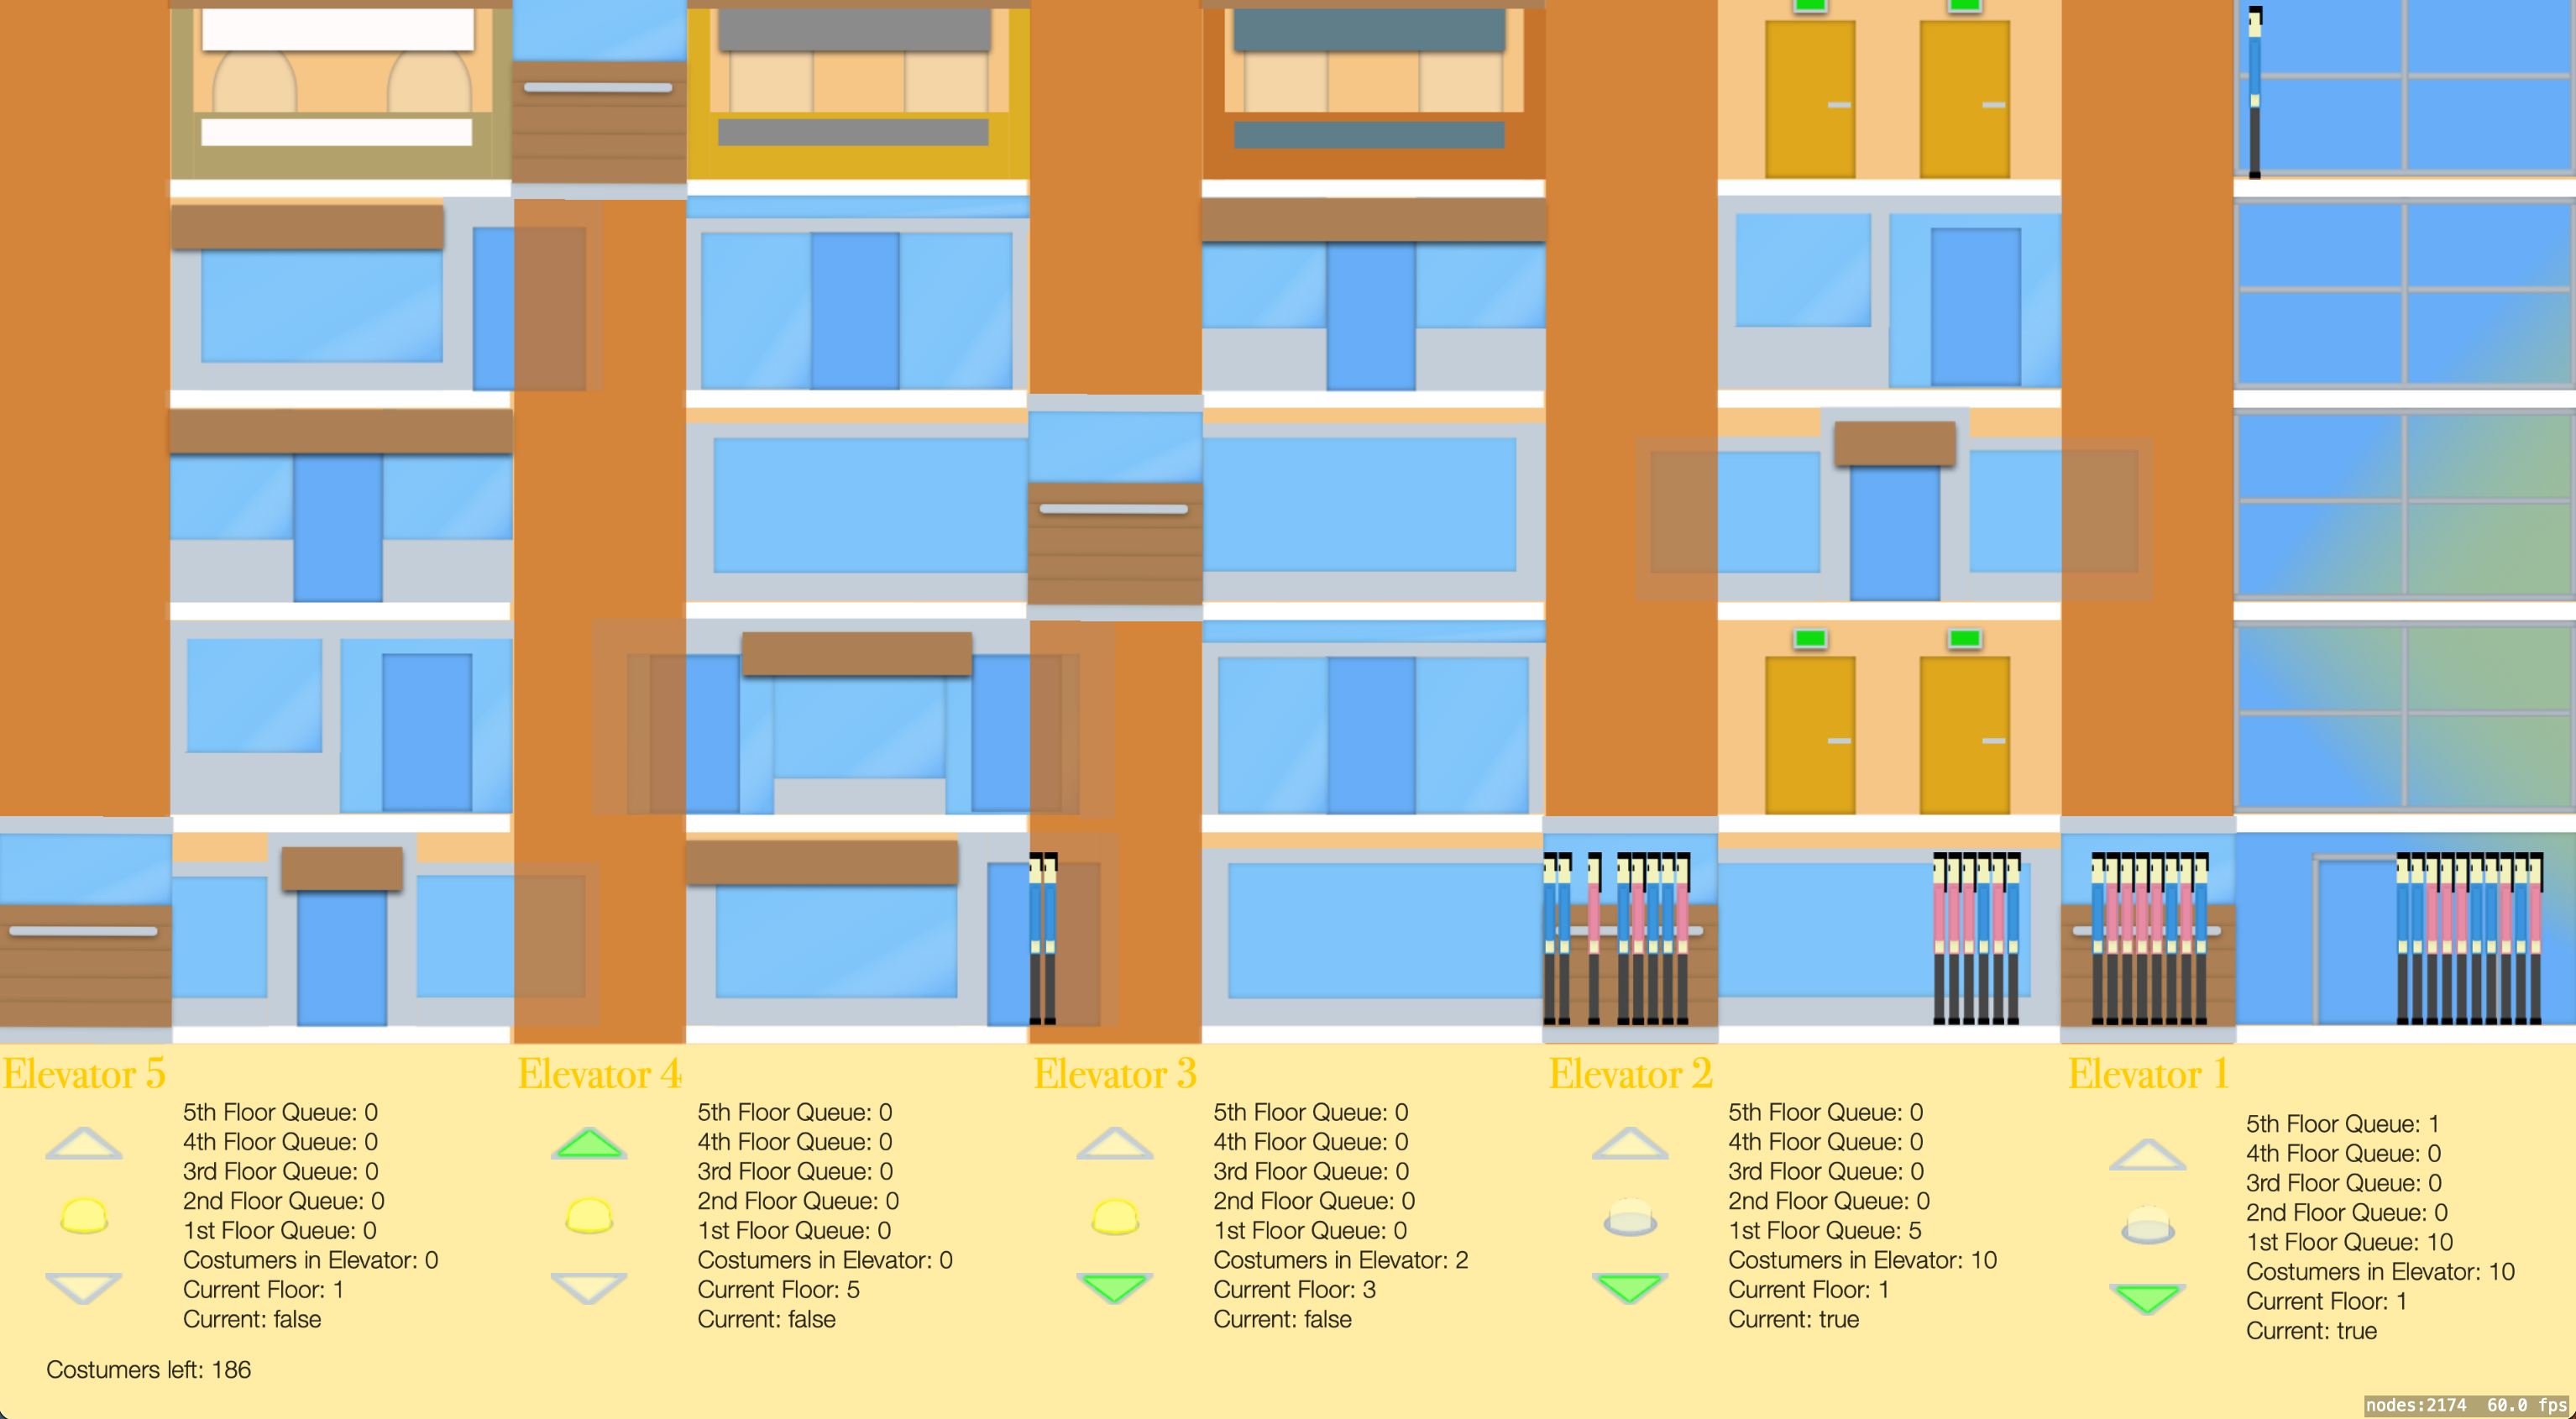 Elevator 5
5th Floor Queue: 0
4th Floor Queue: 0
3rd Floor Queue: 0
2nd Floor Queue: 0
1st Floor Queue: 0
Costumers in Elevator: 0
Current Floor: 1
Current: false
Elevator 4
5th Floor Queue: 0
4th Floor Queue: 0
3rd Floor Queue: 0
2nd Floor Queue: 0
1st Floor Queue: 0
Costumers in Elevator: 0
Current Floor: 5
Current: false
Elevator 3
5th Floor Queue: 0
4th Floor Queue: 0
3rd Floor Queue: 0
2nd Floor Queue: 0
1st Floor Queue: 0
Costumers in Elevator: 2
Current Floor: 3
Current: false
Elevator 2
5th Floor Queue: 0
4th Floor Queue: 0
3rd Floor Queue: 0
2nd Floor Queue: 0
1st Floor Queue: 5
Costumers in Elevator: 10
Current Floor: 1
Current: true
Elevator 1
5th Floor Queue: 1
4th Floor Queue: 0
3rd Floor Queue: 0
2nd Floor Queue: 0
1st Floor Queue: 10
Costumers in Elevator: 10
Current Floor: 1
Current: true
Costumers left: 186
nodes:2174 60.0 fps